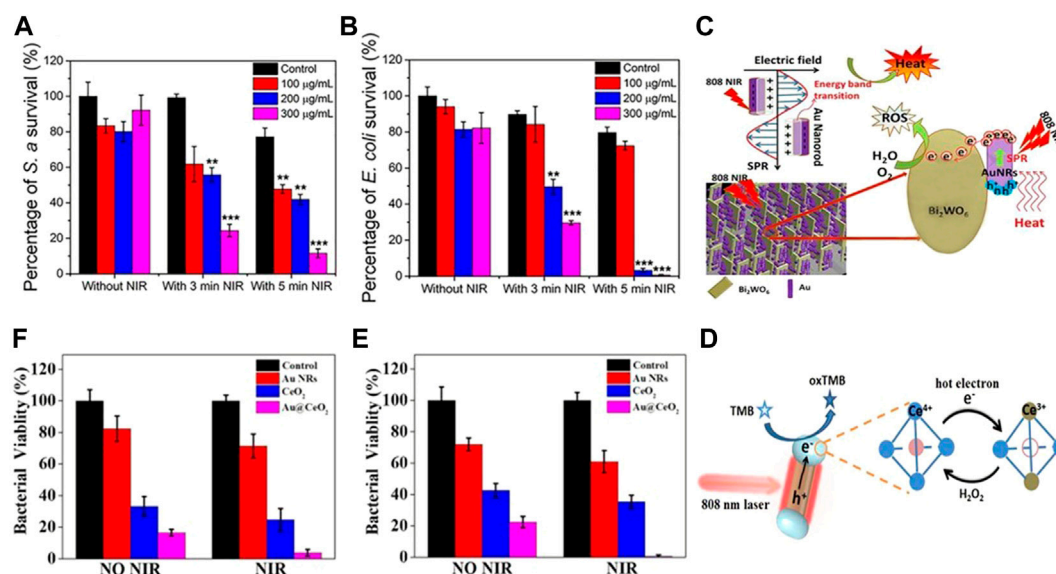 A
Percentage of S. a survival (%)
120
100
80
60
40
20
0
Control
100 μg/mL
200 μg/mL
300 μg/mL
**
***
**
**
***
Without NIR
With 3 min NIR
With 5 min NIR
B
Percentage of E. coli survival (%)
120
100
80
60
40
20
0
Control
100 μg/mL
200 μg/mL
300 μg/mL
**
***
***
***
Without NIR
With 3 min NIR
With 5 min NIR
C
Electric field
Heat
808 NIR
Energy band
transition
Au Nanorod
SPR
ROS
808 NI
H₂O
O₂
e⁻ e⁻ e⁻
SPR
AuNRs
h⁺ h⁺ h⁺
Heat
808 NIR
Bi₂WO₆
Bi₂WO₆
Au
F
Bacterial Viablity (%)
120
100
80
60
40
20
0
Control
Au NRs
CeO₂
Au@CeO₂
NO NIR
NIR
E
Bacterial Viablity (%)
120
100
80
60
40
20
0
Control
Au NRs
CeO₂
Au@CeO₂
NO NIR
NIR
D
oxTMB
TMB
e⁻
h⁺
808 nm laser
Ce⁴⁺
hot electron
e⁻
Ce³⁺
H₂O₂